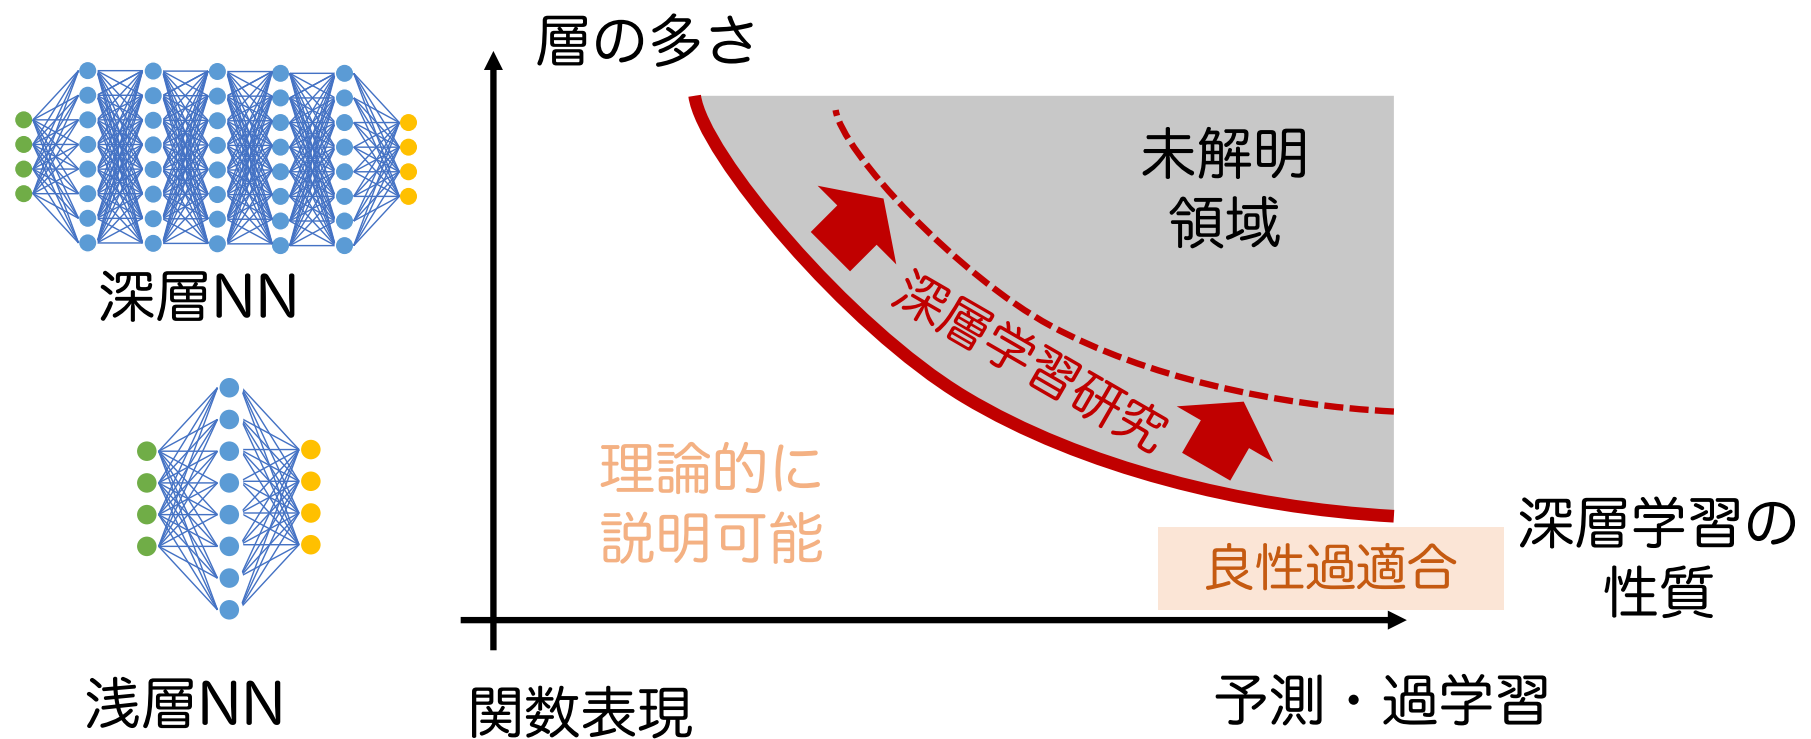 層の多さ
深層NN
浅層NN
未解明
領域
深層学習研究
理論的に
説明可能
良性過適合
深層学習の
性質
関数表現
予測・過学習